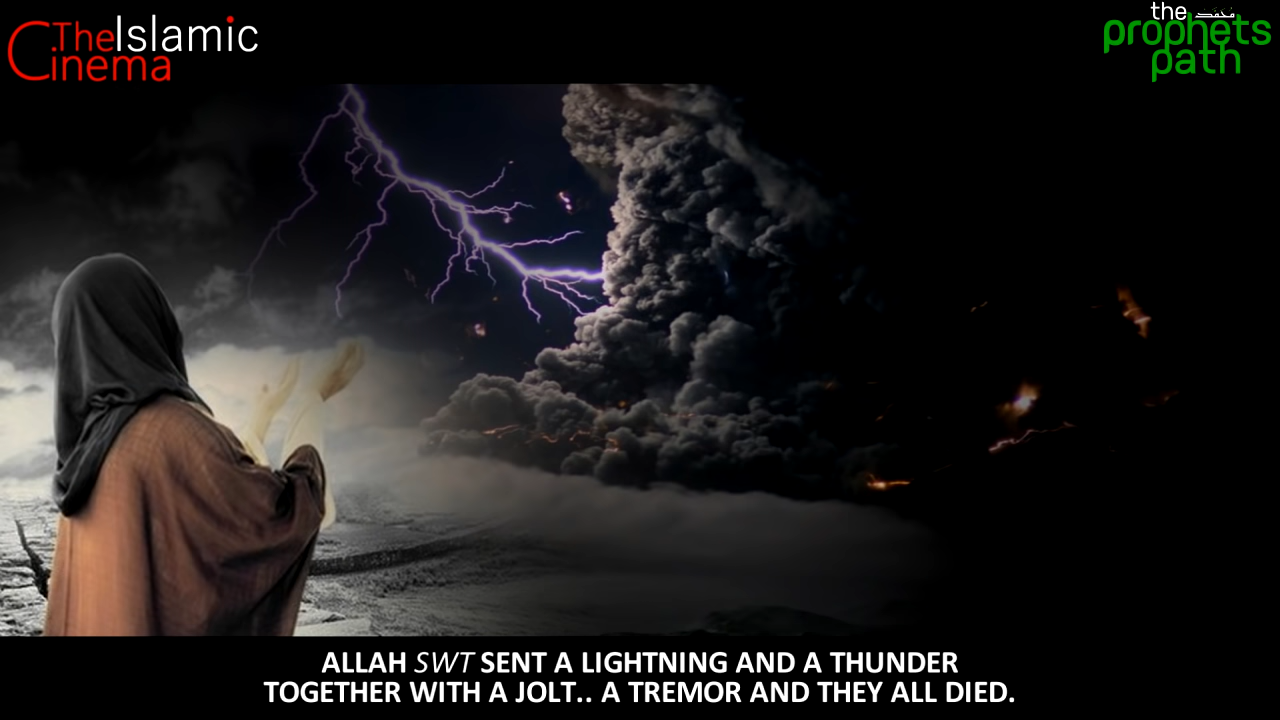 TheIslamic
Cinema
the محمد
prophets
path
ALLAH SWT SENT A LIGHTNING AND A THUNDER
TOGETHER WITH A JOLT.. A TREMOR AND THEY ALL DIED.